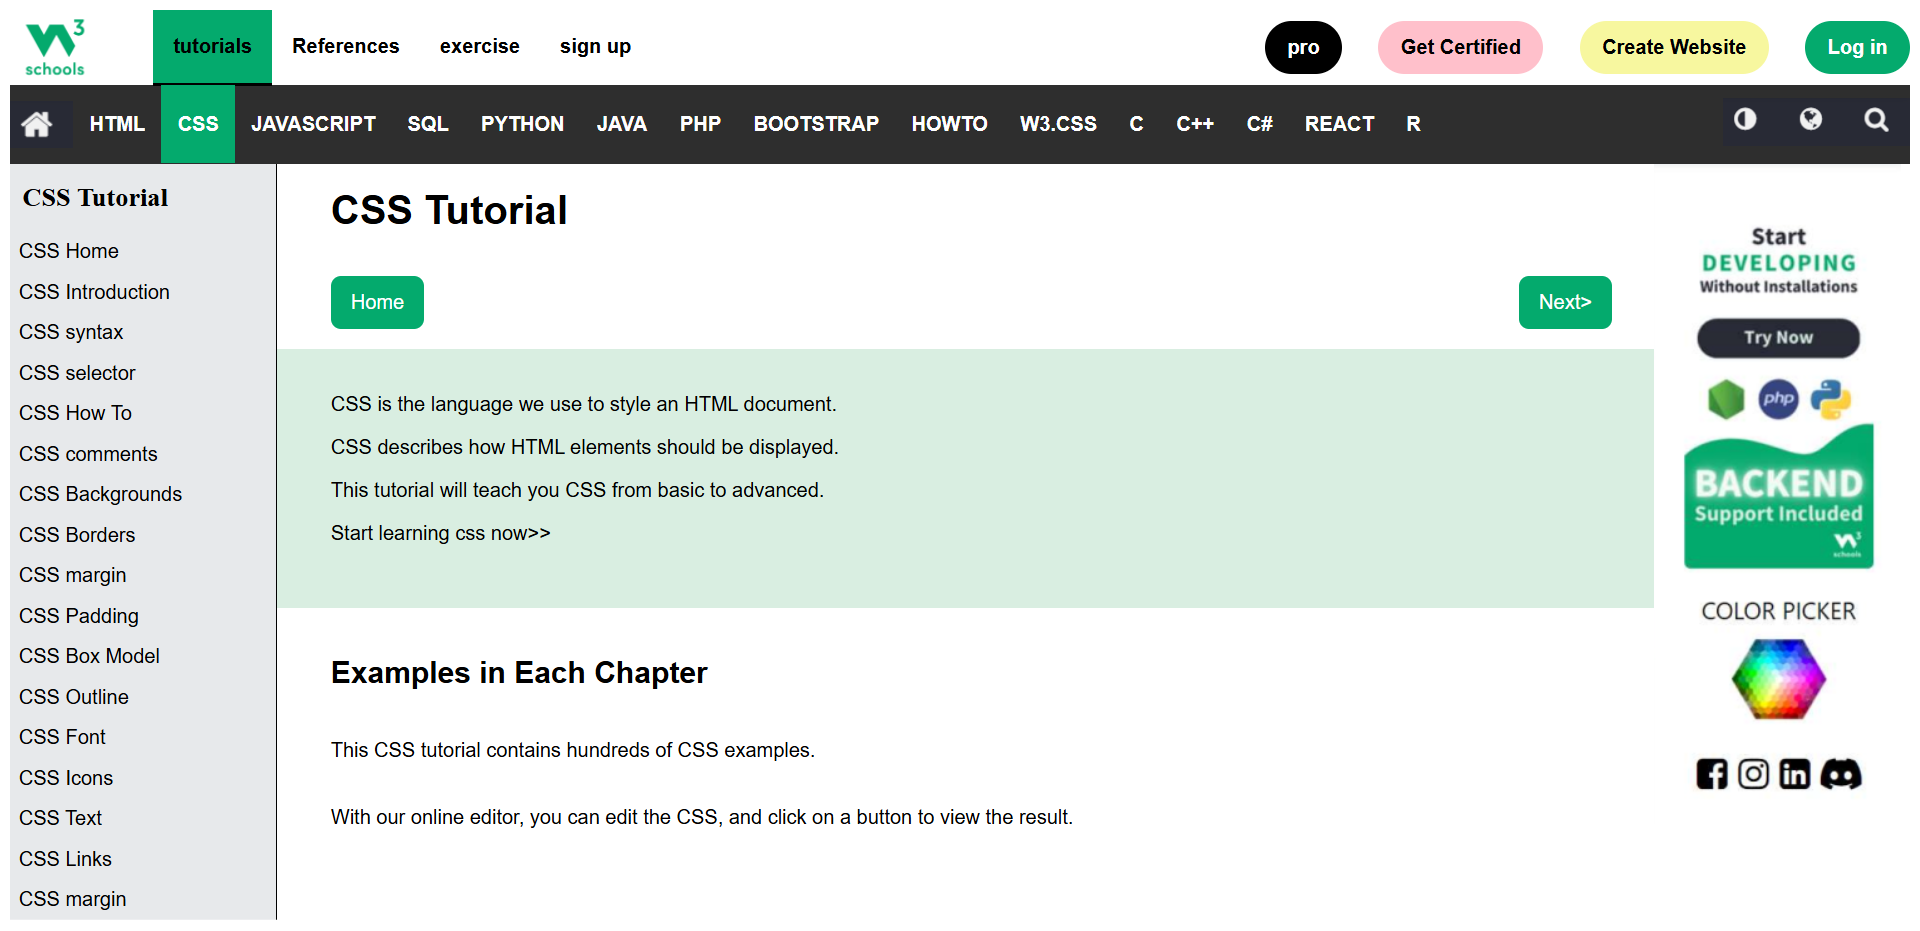 W3 schools
tutorials References exercise sign up pro Get Certified Create Website Log in
HTML CSS JAVASCRIPT SQL PYTHON JAVA PHP BOOTSTRAP HOWTO W3.CSS C C++ C# REACT R
CSS Tutorial
CSS Home
CSS Introduction
CSS syntax
CSS selector
CSS How To
CSS comments
CSS Backgrounds
CSS Borders
CSS margin
CSS Padding
CSS Box Model
CSS Outline
CSS Font
CSS Icons
CSS Text
CSS Links
CSS margin
CSS Tutorial
Home Next>
CSS is the language we use to style an HTML document.
CSS describes how HTML elements should be displayed.
This tutorial will teach you CSS from basic to advanced.
Start learning css now>>
Examples in Each Chapter
This CSS tutorial contains hundreds of CSS examples.
With our online editor, you can edit the CSS, and click on a button to view the result.
Start
DEVELOPING
Without Installations
Try Now
php
BACKEND
Support Included
W3 schools
COLOR PICKER
in